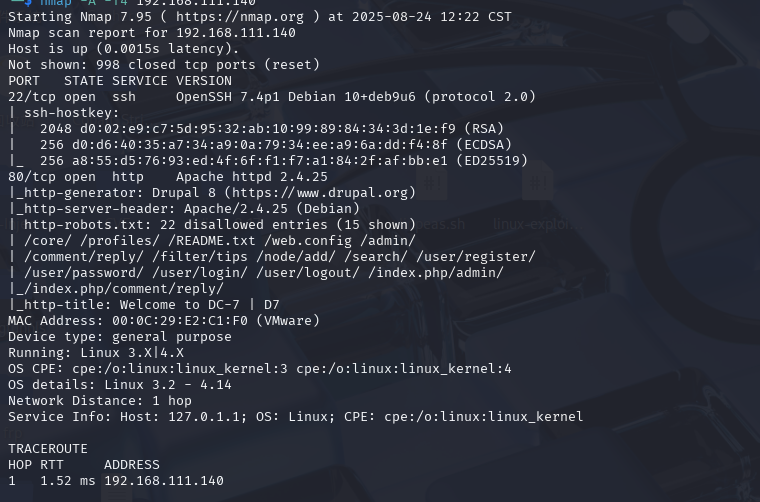 $ nmap -A -T4 192.168.111.140
Starting Nmap 7.95 ( https://nmap.org ) at 2025-08-24 12:22 CST
Nmap scan report for 192.168.111.140
Host is up (0.0015s latency).
Not shown: 998 closed tcp ports (reset)
PORT   STATE SERVICE VERSION
22/tcp open  ssh     OpenSSH 7.4p1 Debian 10+deb9u6 (protocol 2.0)
| ssh-hostkey:
|   2048 d0:02:e9:c7:5d:95:32:ab:10:99:89:84:34:3d:1e:f9 (RSA)
|   256 d0:d6:40:35:a7:34:a9:0a:79:34:ee:a9:6a:dd:f4:8f (ECDSA)
|_  256 a8:55:d5:76:93:ed:4f:6f:f1:f7:a1:84:2f:af:bb:e1 (ED25519)
80/tcp open  http    Apache httpd 2.4.25
|_http-generator: Drupal 8 (https://www.drupal.org)
|_http-server-header: Apache/2.4.25 (Debian)
| http-robots.txt: 22 disallowed entries (15 shown)
| /core/ /profiles/ /README.txt /web.config /admin/
| /comment/reply/ /filter/tips /node/add/ /search/ /user/register/
| /user/password/ /user/login/ /user/logout/ /index.php/admin/
|_/index.php/comment/reply/
|_http-title: Welcome to DC-7 | D7
MAC Address: 00:0C:29:E2:C1:F0 (VMware)
Device type: general purpose
Running: Linux 3.X|4.X
OS CPE: cpe:/o:linux:linux_kernel:3 cpe:/o:linux:linux_kernel:4
OS details: Linux 3.2 - 4.14
Network Distance: 1 hop
Service Info: Host: 127.0.1.1; OS: Linux; CPE: cpe:/o:linux:linux_kernel
TRACEROUTE
HOP RTT     ADDRESS
1   1.52 ms 192.168.111.140